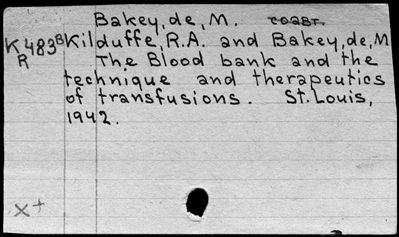 Bakey, de, M. coabt.
K483B Kilduffe, R.A. and Bakey, de, M
R The Blood bank and the
technique and therapeutics
of transfusions. St. Louis,
1942.
x+